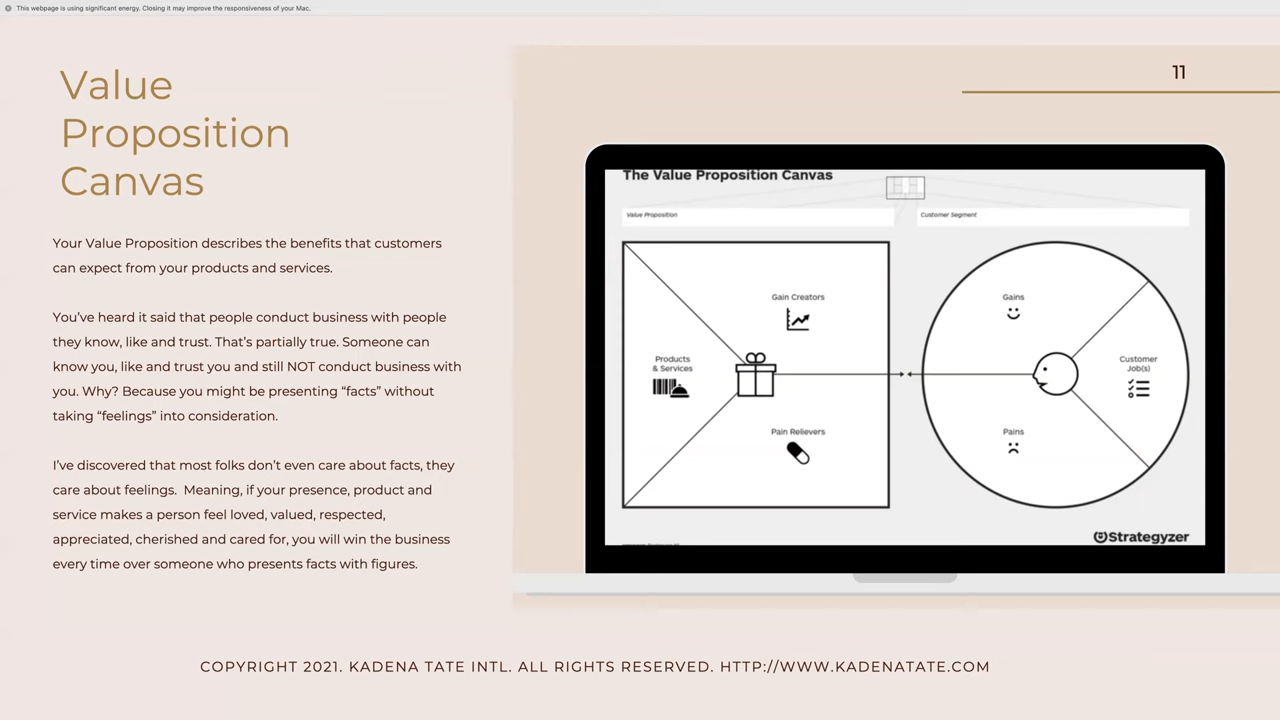 This webpage is using significant energy. Closing it may improve the responsiveness of your Mac.
Value
Proposition
Canvas
Your Value Proposition describes the benefits that customers
can expect from your products and services.
You've heard it said that people conduct business with people
they know, like and trust. That's partially true. Someone can
know you, like and trust you and still NOT conduct business with
you. Why? Because you might be presenting “facts” without
taking “feelings” into consideration.
I've discovered that most folks don't even care about facts, they
care about feelings.  Meaning, if your presence, product and
service makes a person feel loved, valued, respected,
appreciated, cherished and cared for, you will win the business
every time over someone who presents facts with figures.
11
The Value Proposition Canvas
Value Proposition
Customer Segment
Gain Creators
Products
& Services
Pain Relievers
Gains
Customer
Job(s)
Pains
Strategyzer
COPYRIGHT 2021. KADENA TATE INTL. ALL RIGHTS RESERVED. HTTP://WWW.KADENATATE.COM